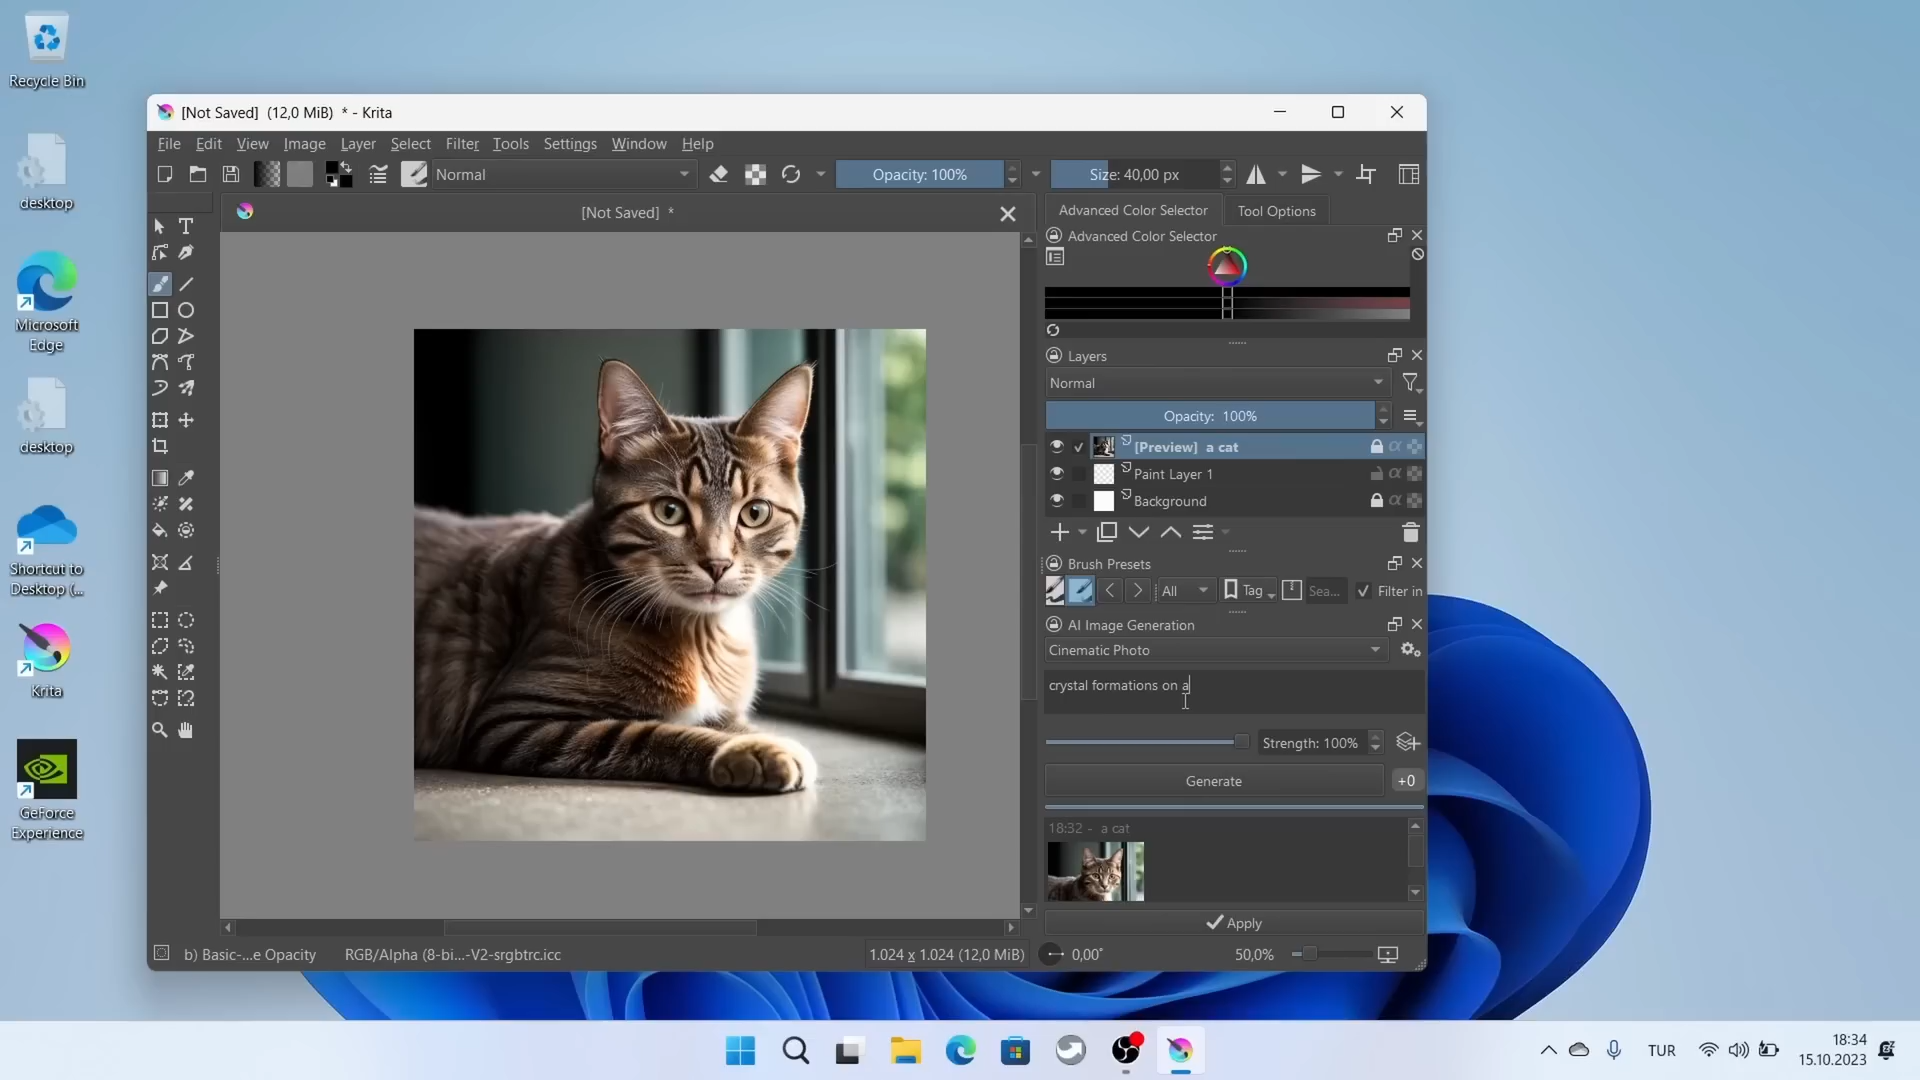 Recycle Bin
desktop
Microsoft
Edge
desktop
Shortcut to
Desktop (...
Krita
GeForce
Experience
[Not Saved]  (12,0 MiB)  * - Krita
File Edit View Image Layer Select Filter Tools Settings Window Help
Normal
Opacity: 100%
Size: 40,00 px
[Not Saved]  *
Advanced Color Selector
Tool Options
Advanced Color Selector
Layers
Normal
Opacity:  100%
[Preview]  a cat
Paint Layer 1
Background
Brush Presets
All
Tag
Sea...
Filter in
AI Image Generation
Cinematic Photo
crystal formations on a
Strength: 100%
Generate
+0
18:32 -  a cat
Apply
b) Basic-...e Opacity
RGB/Alpha (8-bi...-V2-srgbtrc.icc
1.024 x 1.024 (12,0 MiB)
0,00°
50,0%
TUR
18:34
15.10.2023